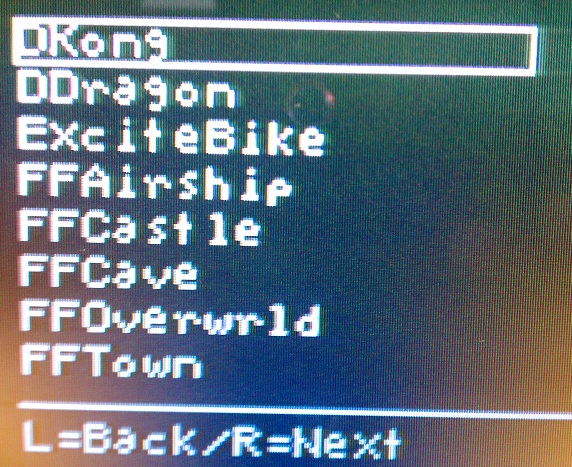 DKong
DDragon
ExciteBike
FFAirship
FFCastle
FFCave
FFOverwrld
FFTown
L=Back/R=Next